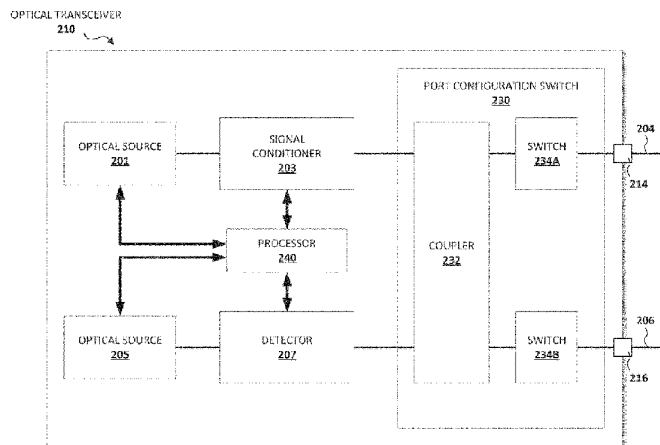 OPTICAL TRANSCEIVER
210
PORT CONFIGURATION SWITCH
230
OPTICAL SOURCE
201
SIGNAL
CONDITIONER
203
SWITCH
234A
204
214
PROCESSOR
240
COUPLER
232
OPTICAL SOURCE
205
DETECTOR
207
SWITCH
234B
206
216